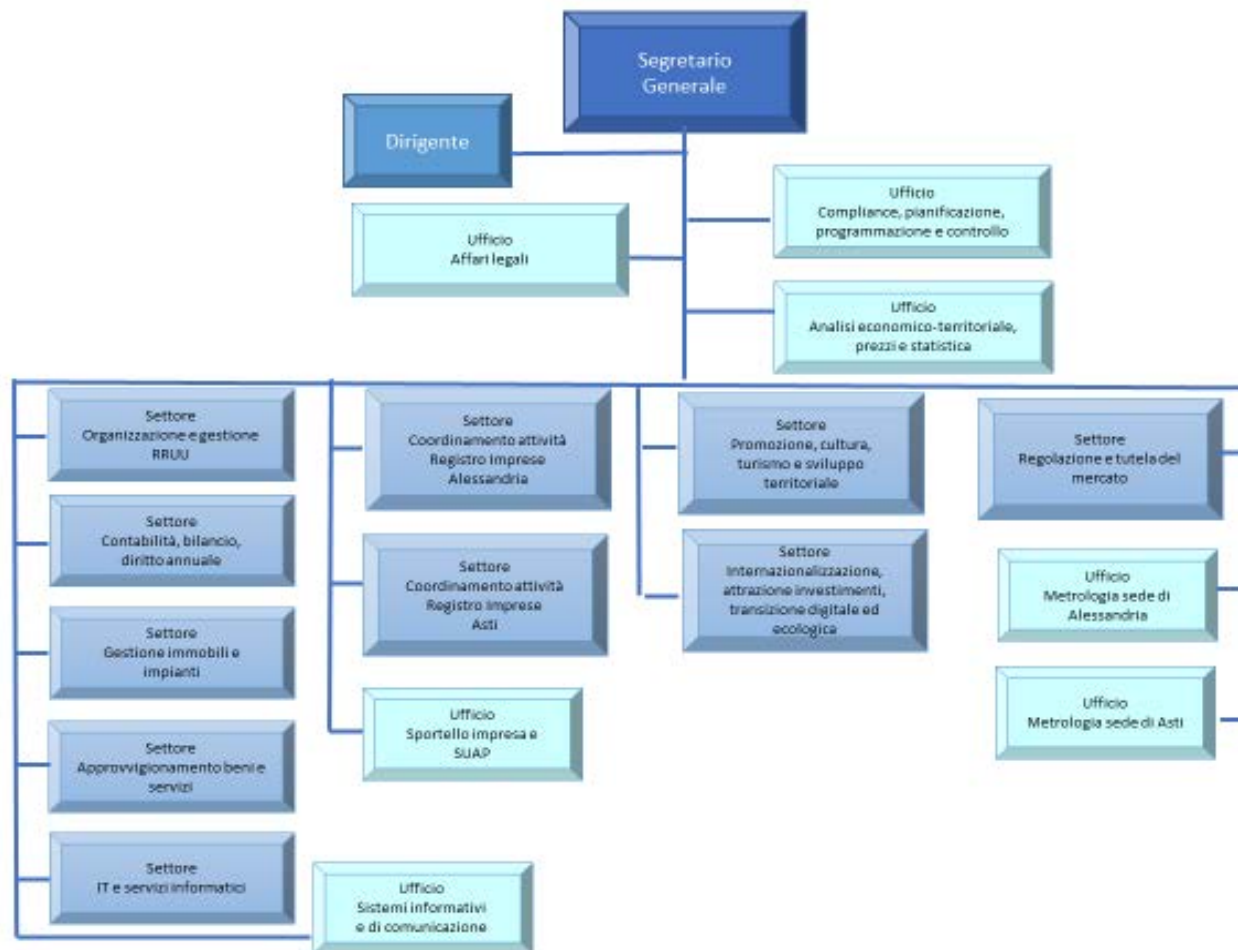 Segretario
Generale
Dirigente
Ufficio
Compliance, pianificazione,
programmazione e controllo
Ufficio
Affari legali
Ufficio
Analisi economico-territoriale,
prezzi e statistica
Settore
Organizzazione e gestione
RRUU
Settore
Contabilità, bilancio,
diritto annuale
Settore
Gestione immobili e
impianti
Settore
Approvvigionamento beni e
servizi
Settore
IT e servizi informatici
Ufficio
Sistemi informativi
e di comunicazione
Settore
Coordinamento attività
Registro Imprese
Alessandria
Settore
Coordinamento attività
Registro Imprese
Asti
Ufficio
Sportello impresa e
SUAP
Settore
Promozione, cultura,
turismo e sviluppo
territoriale
Settore
Internazionalizzazione,
attrazione investimenti,
transizione digitale ed
ecologica
Settore
Regolazione e tutela del
mercato
Ufficio
Metrologia sede di
Alessandria
Ufficio
Metrologia sede di Asti